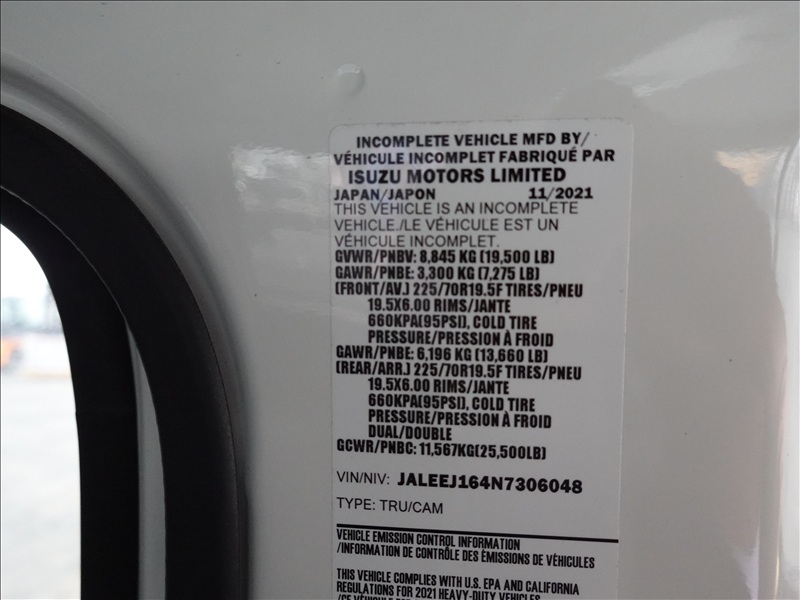 INCOMPLETE VEHICLE MFD BY/
VÉHICULE INCOMPLET FABRIQUÉ PAR
ISUZU MOTORS LIMITED
JAPAN/JAPON 11/2021
THIS VEHICLE IS AN INCOMPLETE
VEHICLE./LE VÉHICULE EST UN
VÉHICULE INCOMPLET.
GVWR/PNBV: 8,845 KG (19,500 LB)
GAWR/PNBE: 3,300 KG (7,275 LB)
(FRONT/AV.) 225/70R19.5F TIRES/PNEU
19.5X6.00 RIMS/JANTE
660KPA(95PSI), COLD TIRE
PRESSURE/PRESSION À FROID
GAWR/PNBE: 6,196 KG (13,660 LB)
(REAR/ARR.) 225/70R19.5F TIRES/PNEU
19.5X6.00 RIMS/JANTE
660KPA(95PSI), COLD TIRE
PRESSURE/PRESSION À FROID
DUAL/DOUBLE
GCWR/PNBC: 11,567KG(25,500LB)
VIN/NIV: JALEEJ164N7306048
TYPE: TRU/CAM
VEHICLE EMISSION CONTROL INFORMATION
/INFORMATION DE CONTRÔLE DES ÉMISSIONS DE VÉHICULES
THIS VEHICLE COMPLIES WITH U.S. EPA AND CALIFORNIA
REGULATIONS FOR 2021 HEAVY-DUTY VEHICLES